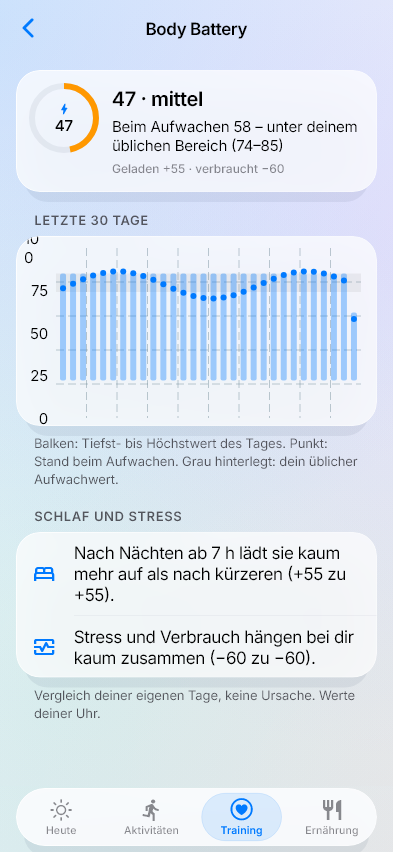 Body Battery
47
47 · mittel
Beim Aufwachen 58 – unter deinem
üblichen Bereich (74–85)
Geladen +55 · verbraucht −60
LETZTE 30 TAGE
10
0
75
50
25
0
Balken: Tiefst- bis Höchstwert des Tages. Punkt:
Stand beim Aufwachen. Grau hinterlegt: dein üblicher
Aufwachwert.
SCHLAF UND STRESS
Nach Nächten ab 7 h lädt sie kaum
mehr auf als nach kürzeren (+55 zu
+55).
Stress und Verbrauch hängen bei dir
kaum zusammen (−60 zu −60).
Vergleich deiner eigenen Tage, keine Ursache. Werte
deiner Uhr.
Heute
Aktivitäten
Training
Ernährung